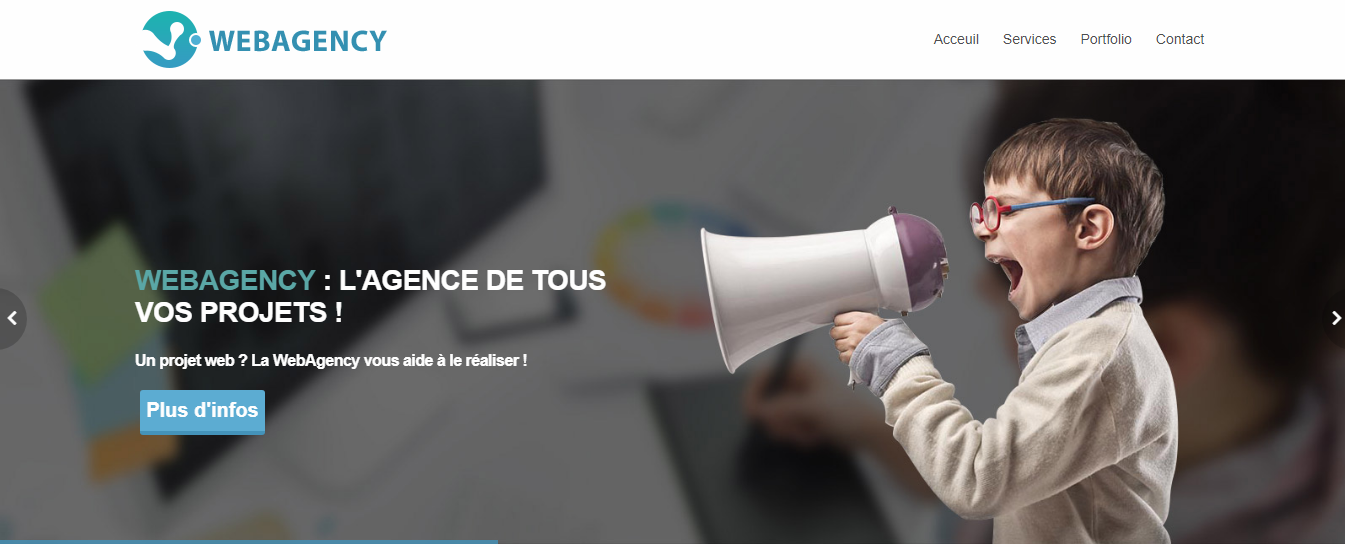 WEBAGENCY
Acceuil Services Portfolio Contact
WEBAGENCY : L'AGENCE DE TOUS
VOS PROJETS !
Un projet web ? La WebAgency vous aide à le réaliser !
Plus d'infos